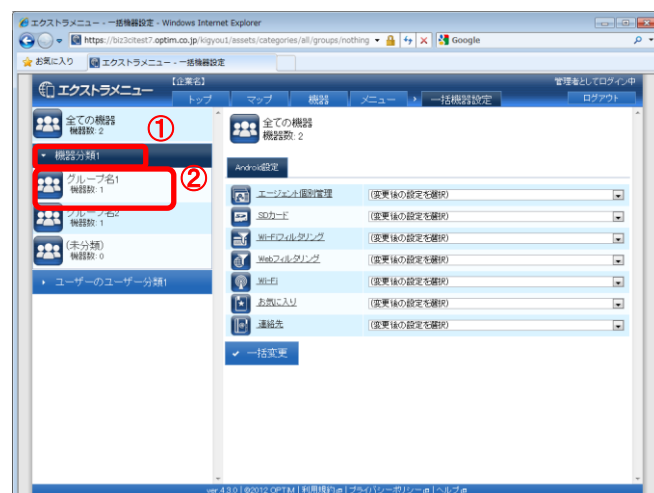 エクストラメニュー - 一括機器設定 - Windows Internet Explorer
https://biz3citest7.optim.co.jp/kigyou1/assets/categories/all/groups/nothing
Google
お気に入り
エクストラメニュー - 一括機器設定
エクストラメニュー
【企業名】
管理者としてログイン中
トップ
マップ
機器
メニュー
一括機器設定
ログアウト
全ての機器
機器数: 2
①
機器分類1
②
グループ名1
機器数: 1
グループ名2
機器数: 1
(未分類)
機器数: 0
ユーザーのユーザー分類1
全ての機器
機器数: 2
Android設定
エージェント個別管理 (変更後の設定を選択)
SDカード (変更後の設定を選択)
Wi-Fiフィルタリング (変更後の設定を選択)
Webフィルタリング (変更後の設定を選択)
Wi-Fi (変更後の設定を選択)
お気に入り (変更後の設定を選択)
連絡先 (変更後の設定を選択)
一括変更
ver.4.3.0 | ©2012 OPTiM | 利用規約 | プライバシーポリシー | ヘルプ